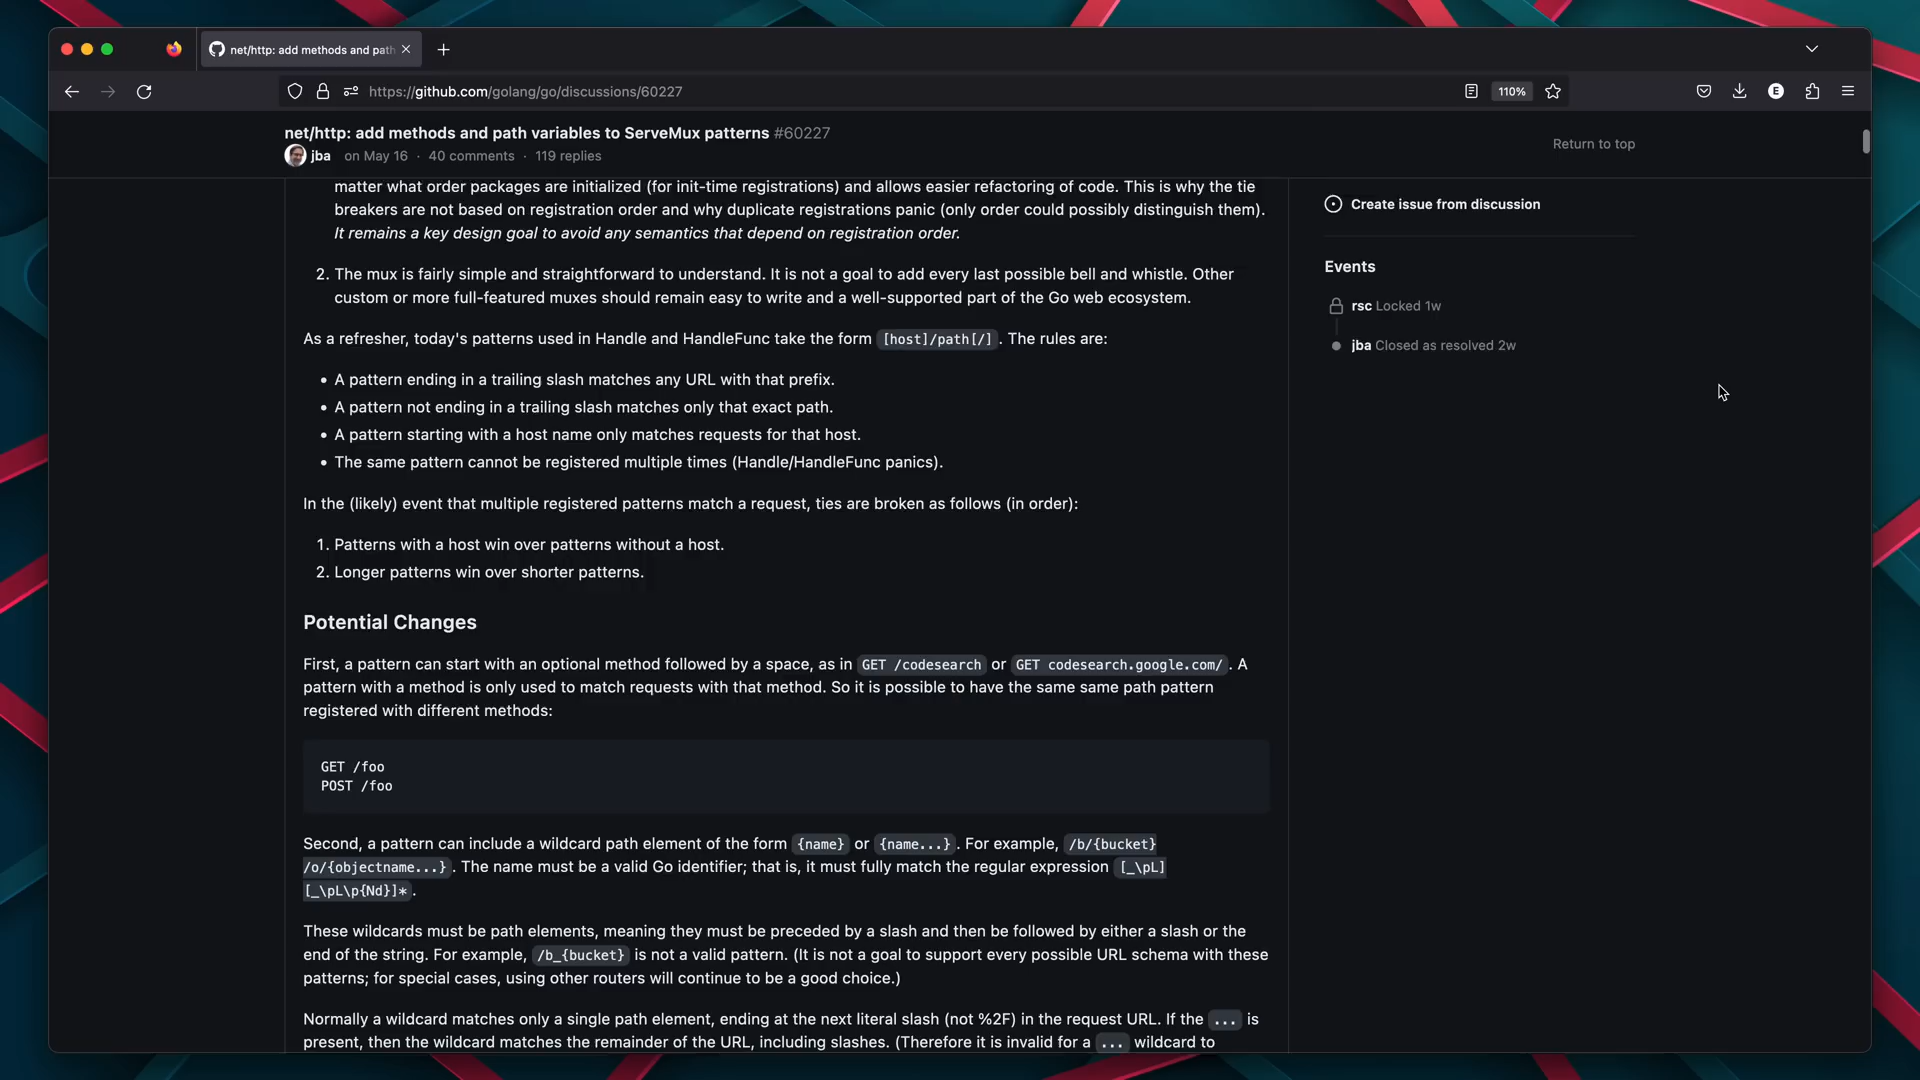 net/http: add methods and path
https://github.com/golang/go/discussions/60227
110%
E
net/http: add methods and path variables to ServeMux patterns #60227
jba on May 16 · 40 comments · 119 replies
Return to top
matter what order packages are initialized (for init-time registrations) and allows easier refactoring of code. This is why the tie
breakers are not based on registration order and why duplicate registrations panic (only order could possibly distinguish them).
It remains a key design goal to avoid any semantics that depend on registration order.
2. The mux is fairly simple and straightforward to understand. It is not a goal to add every last possible bell and whistle. Other
custom or more full-featured muxes should remain easy to write and a well-supported part of the Go web ecosystem.
As a refresher, today's patterns used in Handle and HandleFunc take the form [host]/path[/] . The rules are:
• A pattern ending in a trailing slash matches any URL with that prefix.
• A pattern not ending in a trailing slash matches only that exact path.
• A pattern starting with a host name only matches requests for that host.
• The same pattern cannot be registered multiple times (Handle/HandleFunc panics).
In the (likely) event that multiple registered patterns match a request, ties are broken as follows (in order):
1. Patterns with a host win over patterns without a host.
2. Longer patterns win over shorter patterns.
Potential Changes
First, a pattern can start with an optional method followed by a space, as in GET /codesearch or GET codesearch.google.com/ . A
pattern with a method is only used to match requests with that method. So it is possible to have the same same path pattern
registered with different methods:
GET /foo
POST /foo
Second, a pattern can include a wildcard path element of the form {name} or {name...} . For example, /b/{bucket}
/o/{objectname...} . The name must be a valid Go identifier; that is, it must fully match the regular expression [_\pL]
[_\pL\p{Nd}]* .
These wildcards must be path elements, meaning they must be preceded by a slash and then be followed by either a slash or the
end of the string. For example, /b_{bucket} is not a valid pattern. (It is not a goal to support every possible URL schema with these
patterns; for special cases, using other routers will continue to be a good choice.)
Normally a wildcard matches only a single path element, ending at the next literal slash (not %2F) in the request URL. If the ... is
present, then the wildcard matches the remainder of the URL, including slashes. (Therefore it is invalid for a ... wildcard to
Create issue from discussion
Events
rsc Locked 1w
jba Closed as resolved 2w